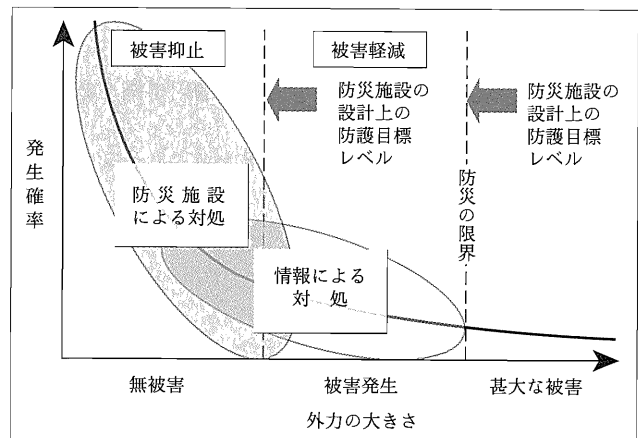 被害抑止
被害軽減
防災施設の
設計上の
防護目標
レベル
防災施設の
設計上の
防護目標
レベル
発生確率
防災施設
による対処
防災の限界
情報による
対　処
無被害
被害発生
甚大な被害
外力の大きさ